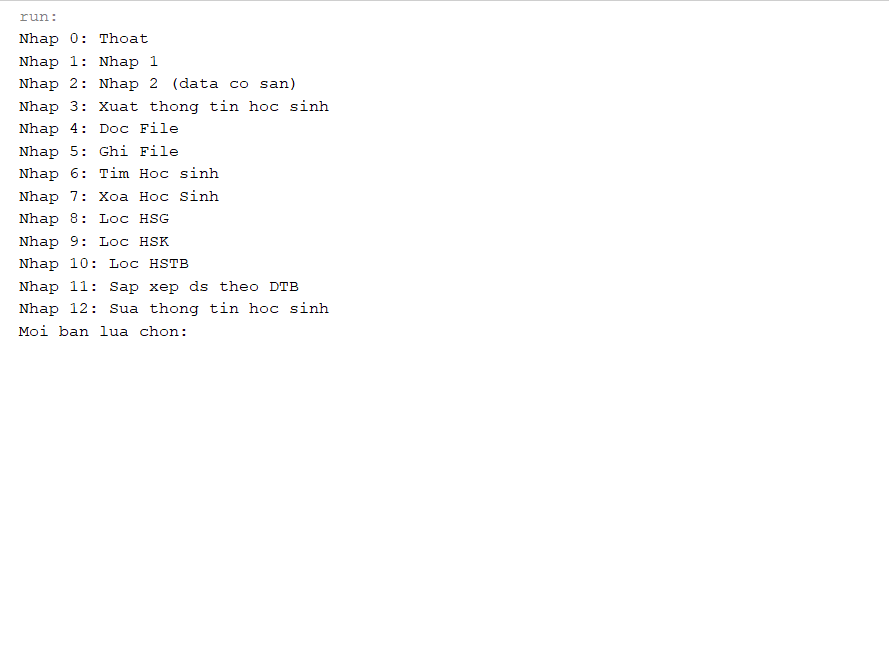 run:
Nhap 0: Thoat
Nhap 1: Nhap 1
Nhap 2: Nhap 2 (data co san)
Nhap 3: Xuat thong tin hoc sinh
Nhap 4: Doc File
Nhap 5: Ghi File
Nhap 6: Tim Hoc sinh
Nhap 7: Xoa Hoc Sinh
Nhap 8: Loc HSG
Nhap 9: Loc HSK
Nhap 10: Loc HSTB
Nhap 11: Sap xep ds theo DTB
Nhap 12: Sua thong tin hoc sinh
Moi ban lua chon: